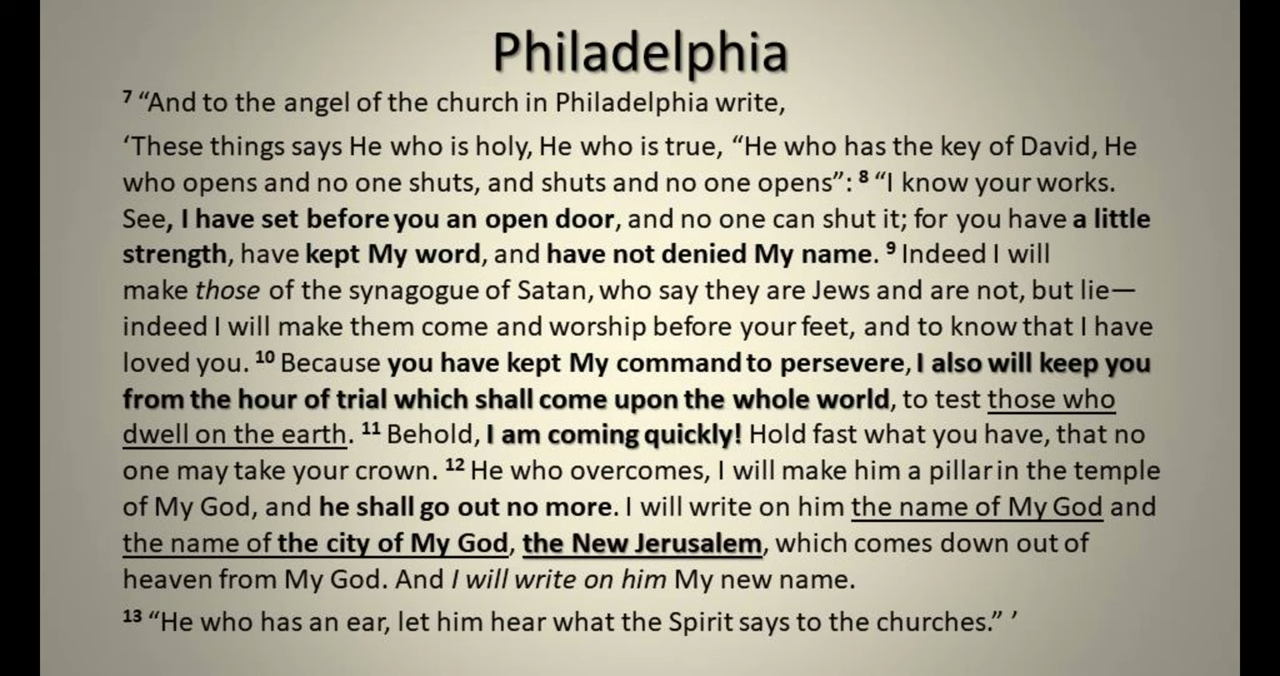 Philadelphia
7 “And to the angel of the church in Philadelphia write,
‘These things says He who is holy, He who is true, “He who has the key of David, He
who opens and no one shuts, and shuts and no one opens”: 8 “I know your works.
See, I have set before you an open door, and no one can shut it; for you have a little
strength, have kept My word, and have not denied My name. 9 Indeed I will
make those of the synagogue of Satan, who say they are Jews and are not, but lie—
indeed I will make them come and worship before your feet, and to know that I have
loved you. 10 Because you have kept My command to persevere, I also will keep you
from the hour of trial which shall come upon the whole world, to test those who
dwell on the earth. 11 Behold, I am coming quickly! Hold fast what you have, that no
one may take your crown. 12 He who overcomes, I will make him a pillar in the temple
of My God, and he shall go out no more. I will write on him the name of My God and
the name of the city of My God, the New Jerusalem, which comes down out of
heaven from My God. And I will write on him My new name.
13 “He who has an ear, let him hear what the Spirit says to the churches.” ’